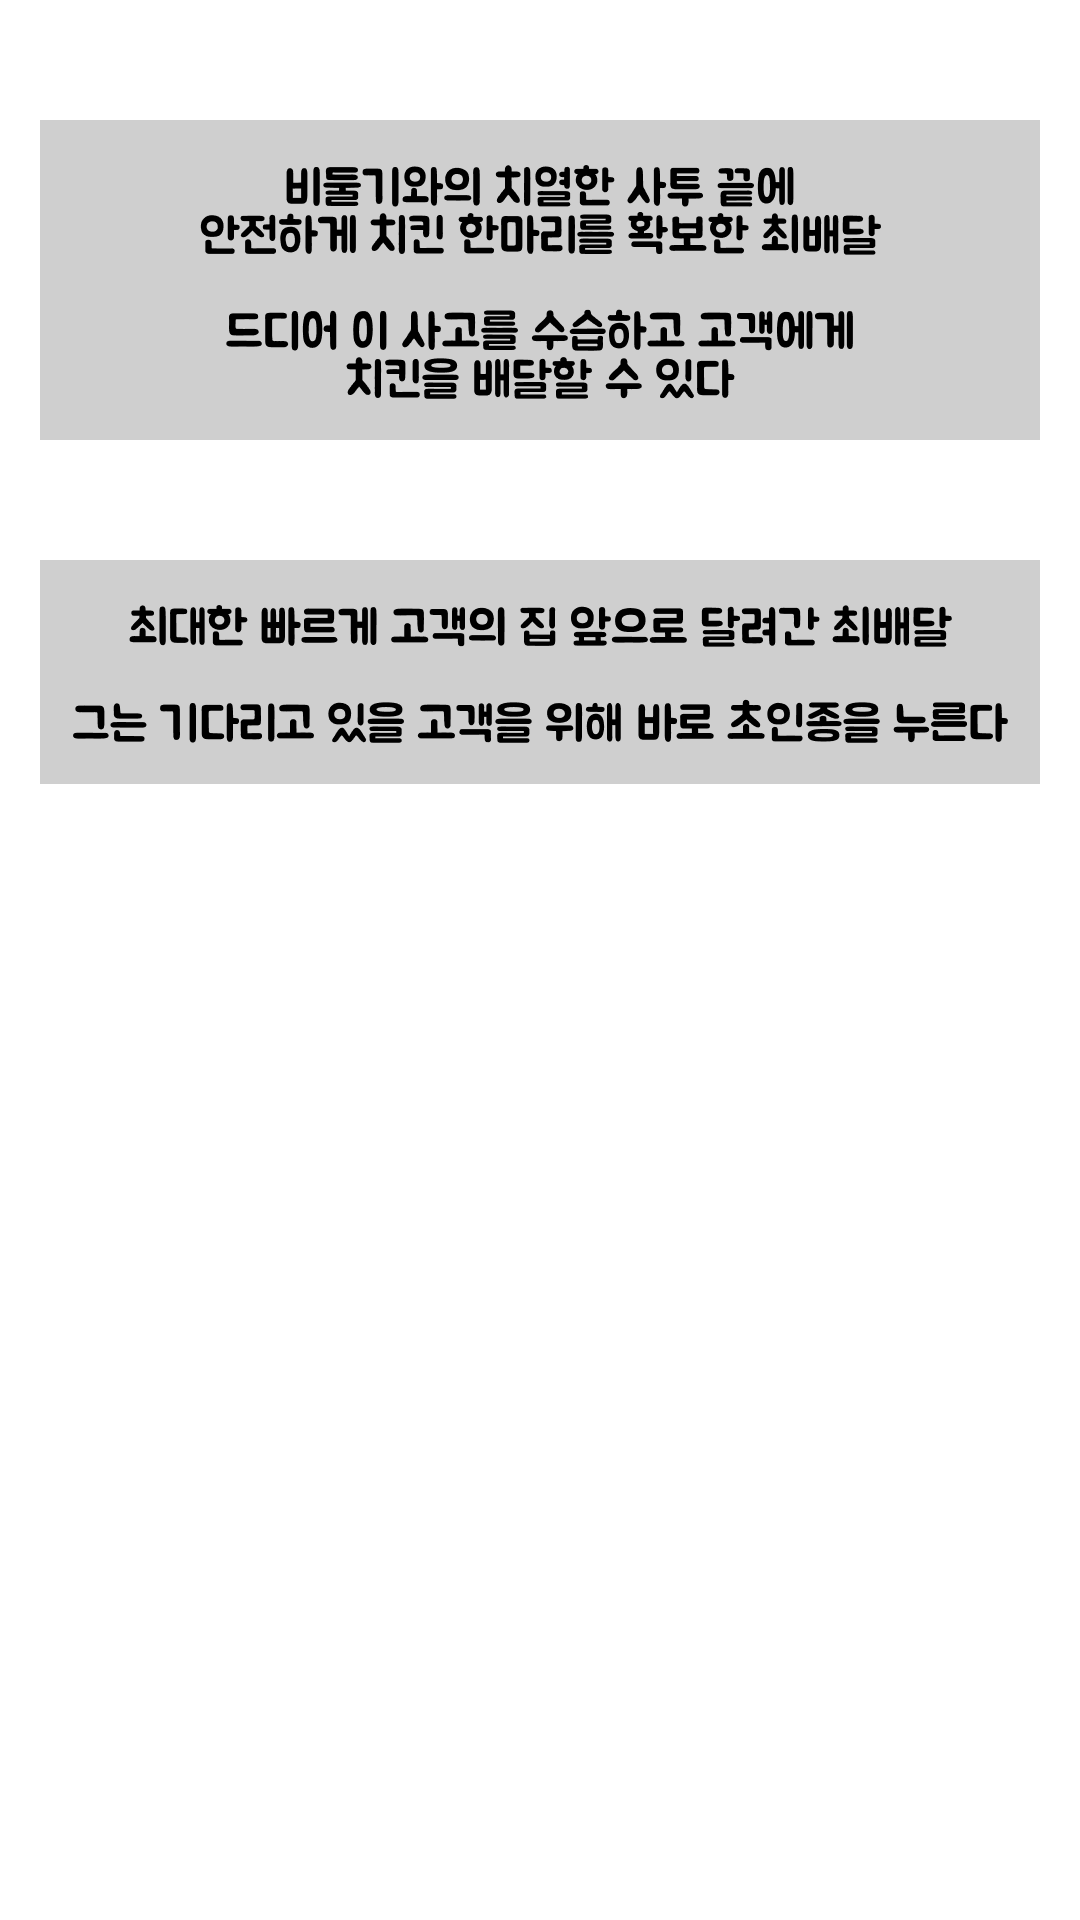 비둘기와의 치열한 사투 끝에
안전하게 치킨 한마리를 확보한 최배달
드디어 이 사고를 수습하고 고객에게
치킨을 배달할 수 있다
최대한 빠르게 고객의 집 앞으로 달려간 최배달
그는 기다리고 있을 고객을 위해 바로 초인종을 누른다